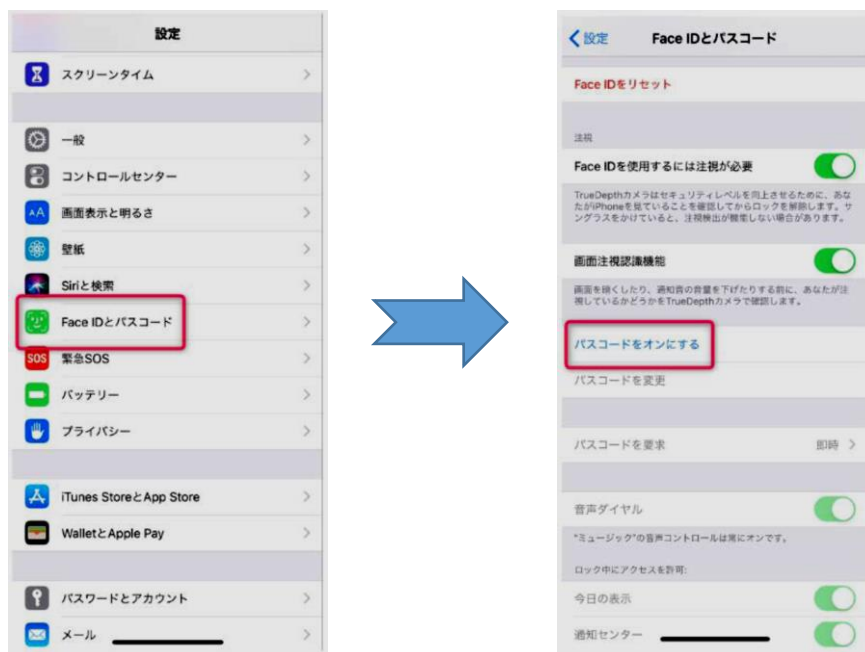 設定
スクリーンタイム
一般
コントロールセンター
AA
画面表示と明るさ
壁紙
Siriと検索
Face IDとパスコード
SOS
緊急SOS
バッテリー
プライバシー
iTunes StoreとApp Store
WalletとApple Pay
パスワードとアカウント
メール
設定
Face IDとパスコード
Face IDをリセット
注視
Face IDを使用するには注視が必要
TrueDepthカメラはセキュリティレベルを向上させるために、あな
たがiPhoneを見ていることを確認してからロックを解除します。サ
ングラスをかけていると、注視検出が機能しない場合があります。
画面注視認識機能
画面を暗くしたり、通知音の音量を下げたりする前に、あなたが注
視しているかどうかをTrueDepthカメラで確認します。
パスコードをオンにする
パスコードを変更
パスコードを要求
即時
音声ダイヤル
"ミュージック"の音声コントロールは常にオンです。
ロック中にアクセスを許可:
今日の表示
通知センター